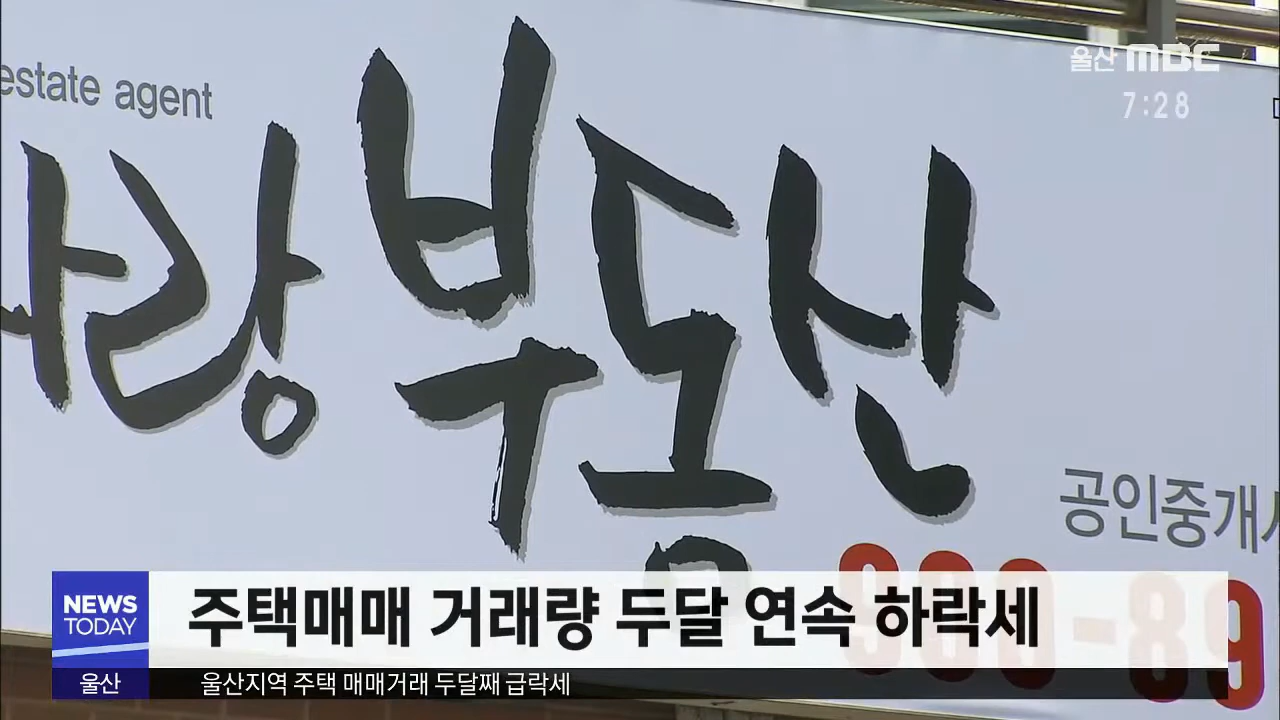 estate agent
울산 MBC
7:28
랑 부동산
공인중개
NEWS TODAY
주택매매 거래량 두달 연속 하락세
울산
울산지역 주택 매매거래 두달째 급락세